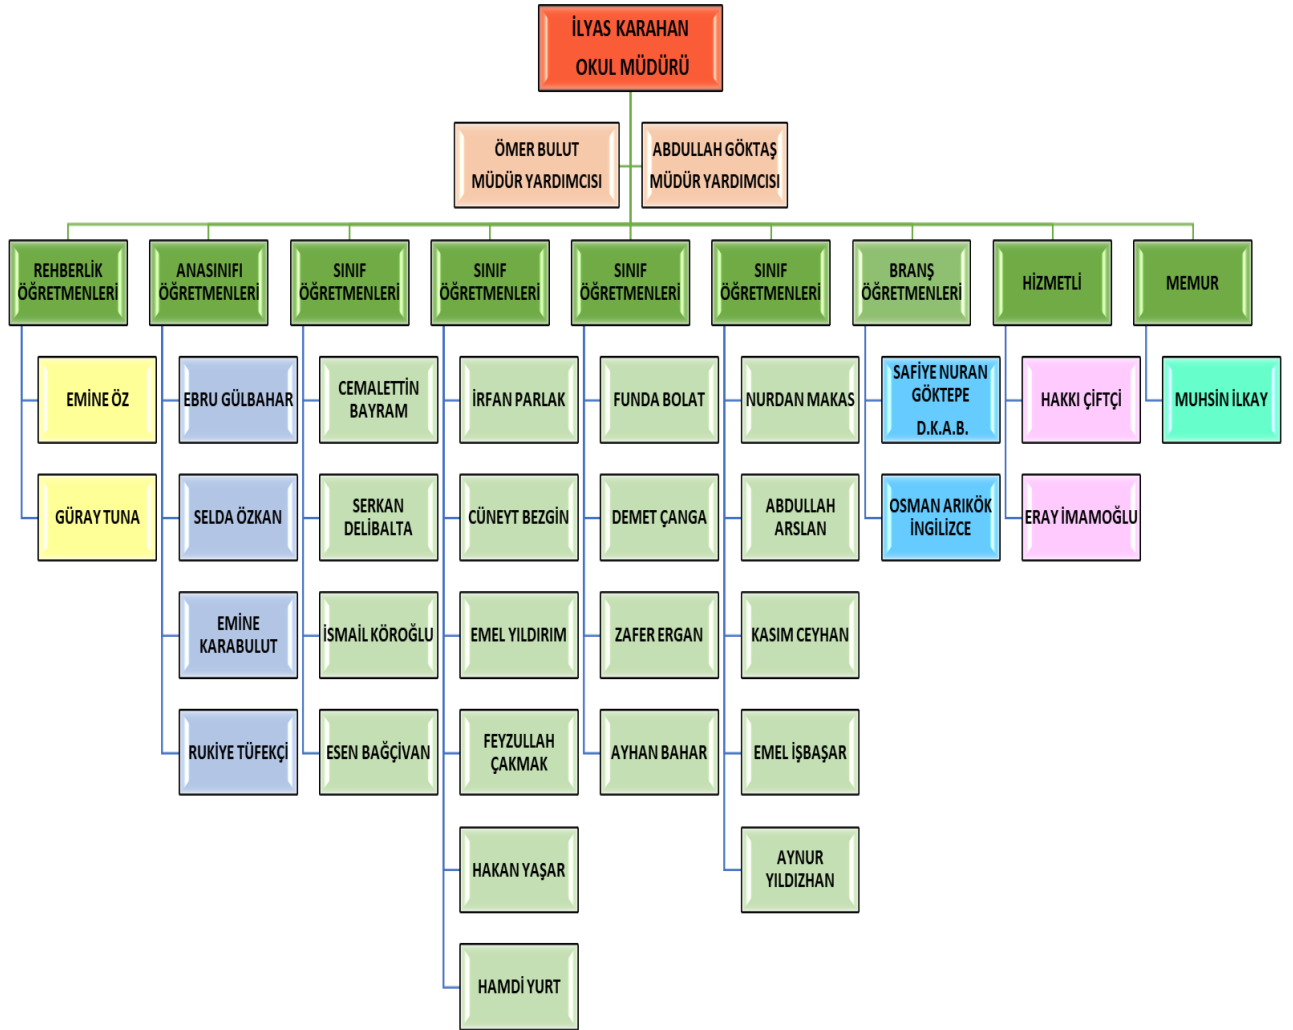 İLYAS KARAHAN
OKUL MÜDÜRÜ
ÖMER BULUT
MÜDÜR YARDIMCISI
ABDULLAH GÖKTAŞ
MÜDÜR YARDIMCISI
REHBERLİK
ÖĞRETMENLERİ
EMİNE ÖZ
GÜRAY TUNA
ANASINIFI
ÖĞRETMENLERİ
EBRU GÜLBAHAR
SELDA ÖZKAN
EMİNE
KARABULUT
RUKİYE TÜFEKÇİ
SINIF
ÖĞRETMENLERİ
CEMALETTİN
BAYRAM
SERKAN
DELİBALTA
İSMAİL KÖROĞLU
ESEN BAĞÇİVAN
SINIF
ÖĞRETMENLERİ
İRFAN PARLAK
CÜNEYT BEZGİN
EMEL YILDIRIM
FEYZULLAH
ÇAKMAK
HAKAN YAŞAR
HAMDİ YURT
SINIF
ÖĞRETMENLERİ
FUNDA BOLAT
DEMET ÇANGA
ZAFER ERGAN
AYHAN BAHAR
SINIF
ÖĞRETMENLERİ
NURDAN MAKAS
ABDULLAH
ARSLAN
KASIM CEYHAN
EMEL İŞBAŞAR
AYNUR
YILDIZHAN
BRANŞ
ÖĞRETMENLERİ
SAFİYE NURAN
GÖKTEPE
D.K.A.B.
OSMAN ARIKÖK
İNGİLİZCE
HİZMETLİ
HAKKI ÇİFTÇİ
ERAY İMAMOĞLU
MEMUR
MUHSİN İLKAY